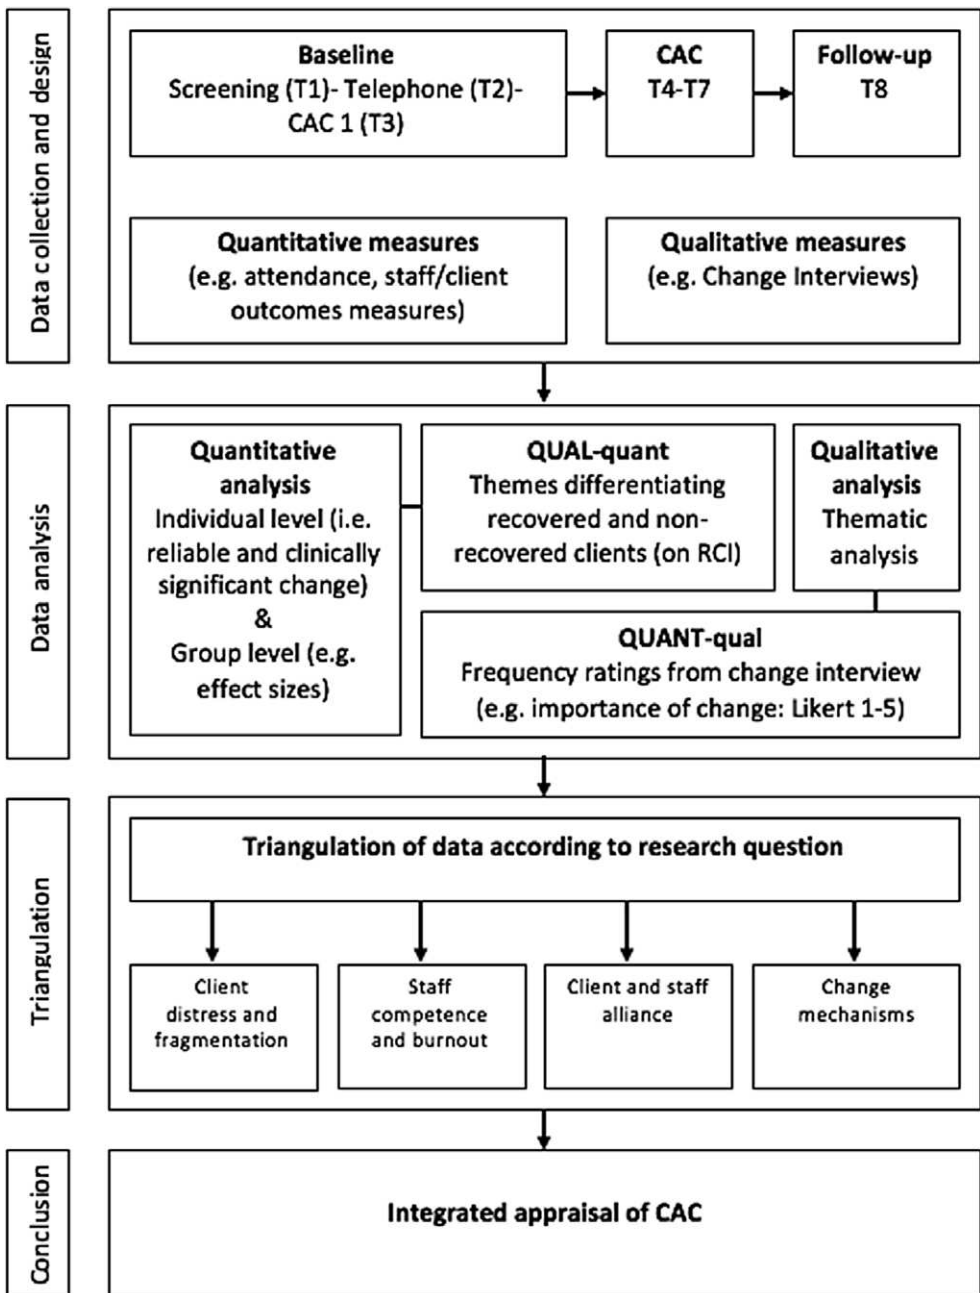 Data collection and design
Baseline
Screening (T1)- Telephone (T2)-
CAC 1 (T3)
CAC
T4-T7
Follow-up
T8
Quantitative measures
(e.g. attendance, staff/client
outcomes measures)
Qualitative measures
(e.g. Change Interviews)
Data analysis
Quantitative
analysis
Individual level (i.e.
reliable and clinically
significant change)
&
Group level (e.g.
effect sizes)
QUAL-quant
Themes differentiating
recovered and non-
recovered clients (on RCI)
Qualitative
analysis
Thematic
analysis
QUANT-qual
Frequency ratings from change interview
(e.g. importance of change: Likert 1-5)
Triangulation
Triangulation of data according to research question
Client
distress and
fragmentation
Staff
competence
and burnout
Client and staff
alliance
Change
mechanisms
Conclusion
Integrated appraisal of CAC